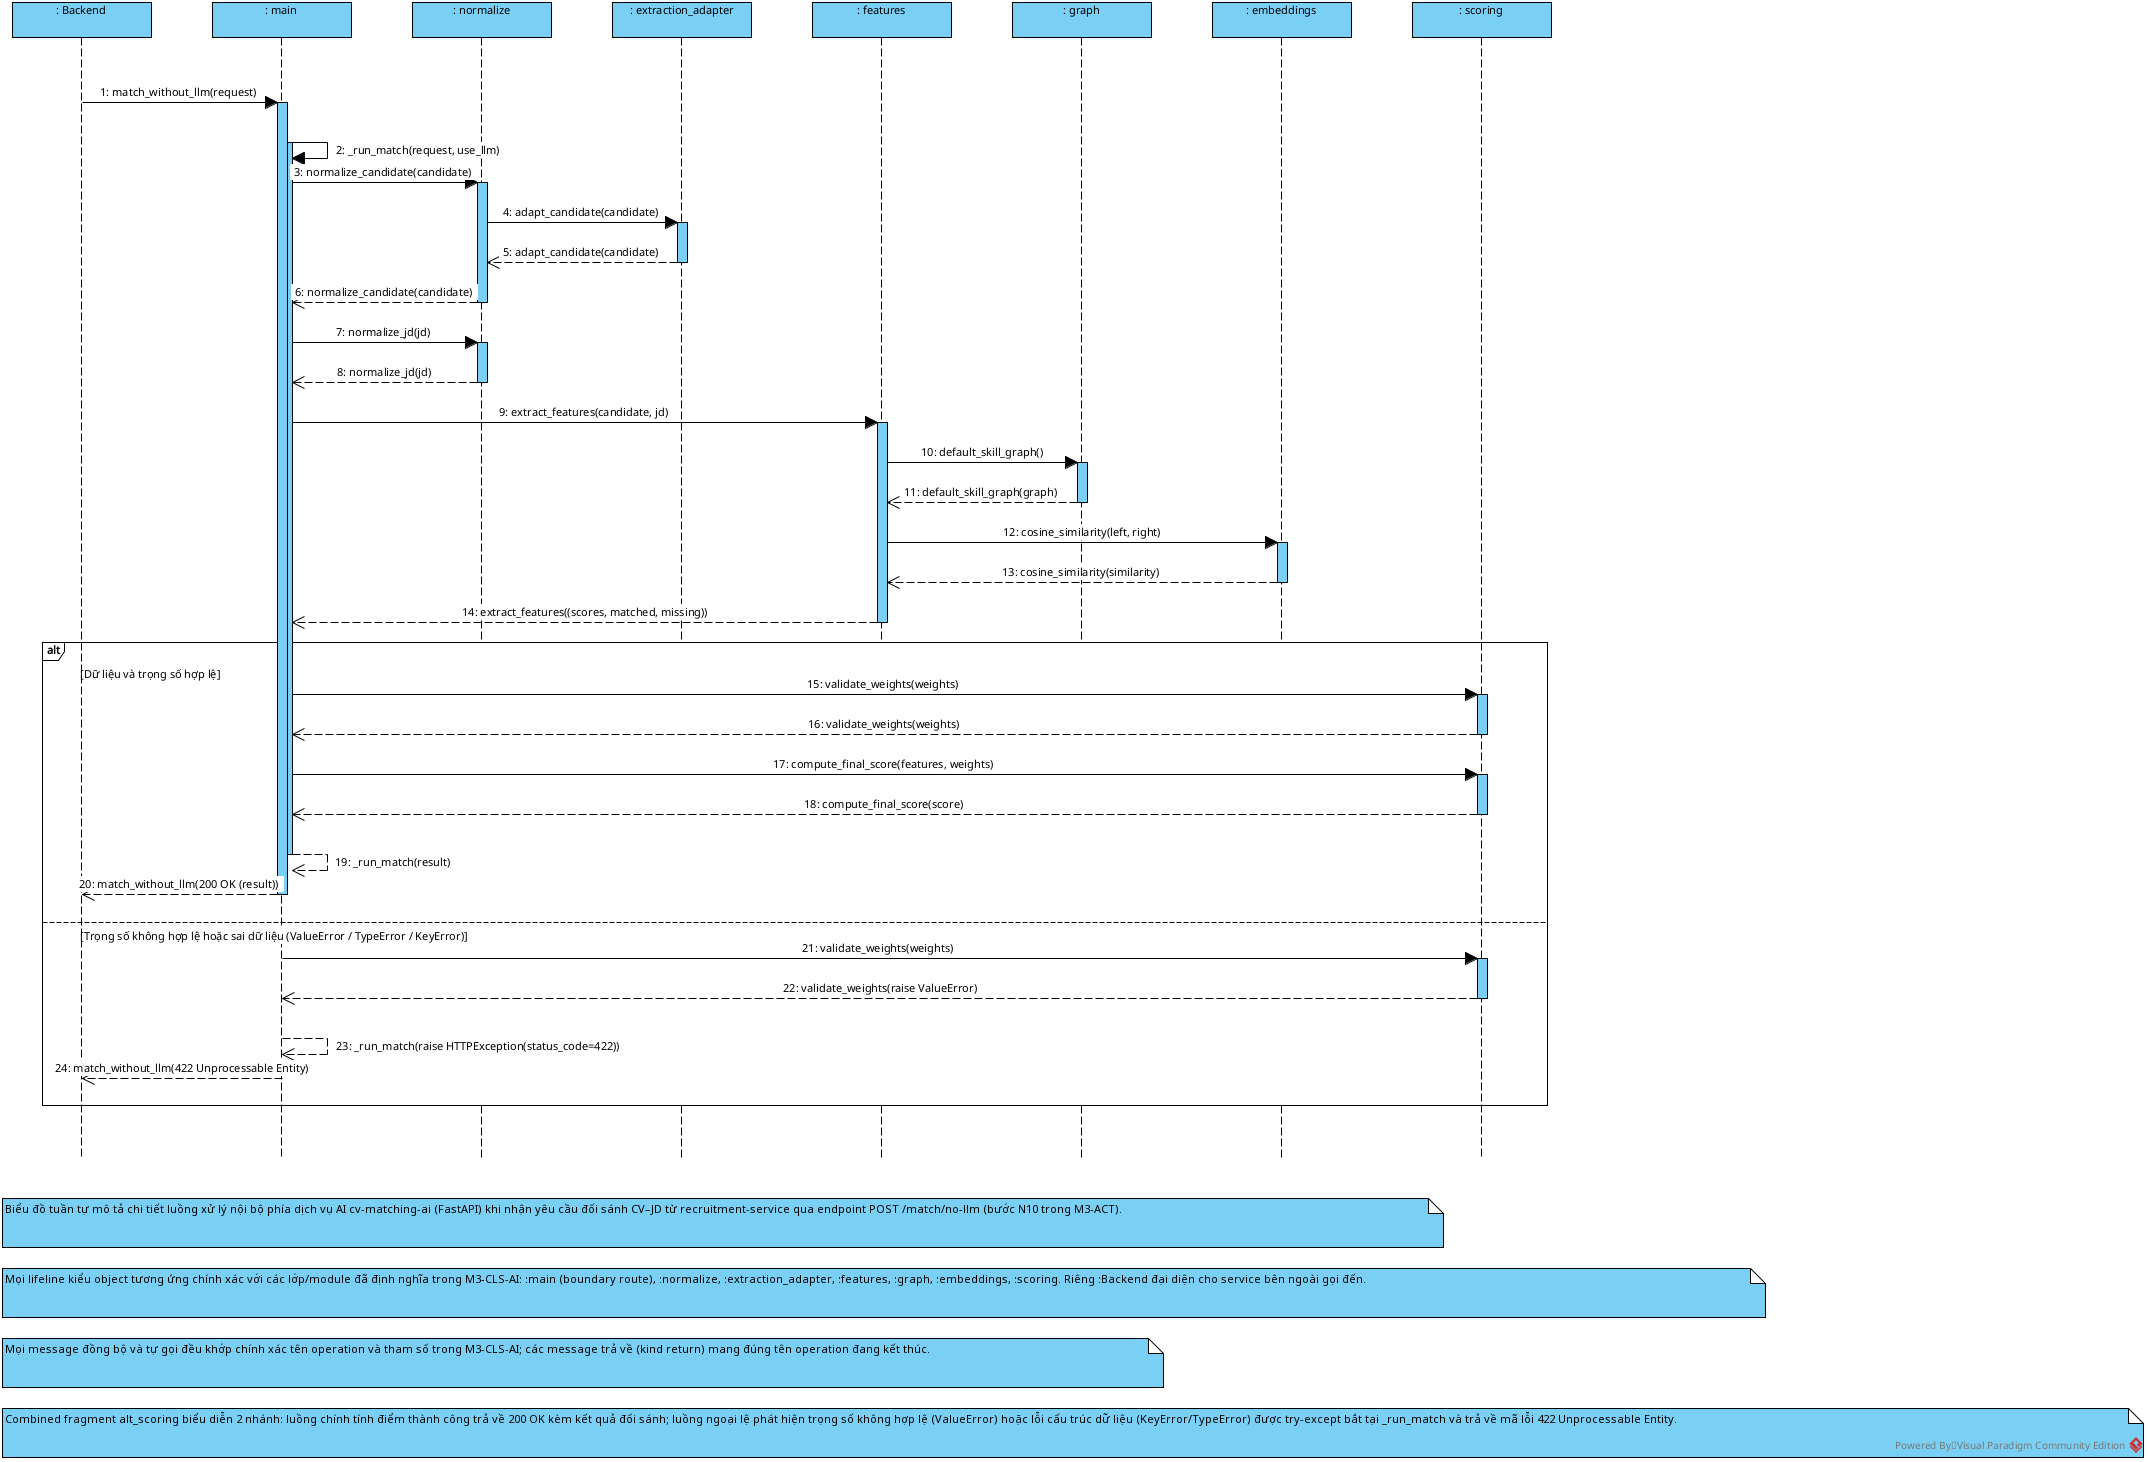 : Backend
: main
: normalize
: extraction_adapter
: features
: graph
: embeddings
: scoring
1: match_without_llm(request)
2: _run_match(request, use_llm)
3: normalize_candidate(candidate)
4: adapt_candidate(candidate)
5: adapt_candidate(candidate)
6: normalize_candidate(candidate)
7: normalize_jd(jd)
8: normalize_jd(jd)
9: extract_features(candidate, jd)
10: default_skill_graph()
11: default_skill_graph(graph)
12: cosine_similarity(left, right)
13: cosine_similarity(similarity)
14: extract_features((scores, matched, missing))
alt
[Dữ liệu và trọng số hợp lệ]
15: validate_weights(weights)
16: validate_weights(weights)
17: compute_final_score(features, weights)
18: compute_final_score(score)
19: _run_match(result)
20: match_without_llm(200 OK (result))
[Trọng số không hợp lệ hoặc sai dữ liệu (ValueError / TypeError / KeyError)]
21: validate_weights(weights)
22: validate_weights(raise ValueError)
23: _run_match(raise HTTPException(status_code=422))
24: match_without_llm(422 Unprocessable Entity)
Biểu đồ tuần tự mô tả chi tiết luồng xử lý nội bộ phía dịch vụ AI cv-matching-ai (FastAPI) khi nhận yêu cầu đối sánh CV–JD từ recruitment-service qua endpoint POST /match/no-llm (bước N10 trong M3-ACT).
Mọi lifeline kiểu object tương ứng chính xác với các lớp/module đã định nghĩa trong M3-CLS-AI: :main (boundary route), :normalize, :extraction_adapter, :features, :graph, :embeddings, :scoring. Riêng :Backend đại diện cho service bên ngoài gọi đến.
Mọi message đồng bộ và tự gọi đều khớp chính xác tên operation và tham số trong M3-CLS-AI; các message trả về (kind return) mang đúng tên operation đang kết thúc.
Combined fragment alt_scoring biểu diễn 2 nhánh: luồng chính tính điểm thành công trả về 200 OK kèm kết quả đối sánh; luồng ngoại lệ phát hiện trọng số không hợp lệ (ValueError) hoặc lỗi cấu trúc dữ liệu (KeyError/TypeError) được try-except bắt tại _run_match và trả về mã lỗi 422 Unprocessable Entity.
Powered By Visual Paradigm Community Edition